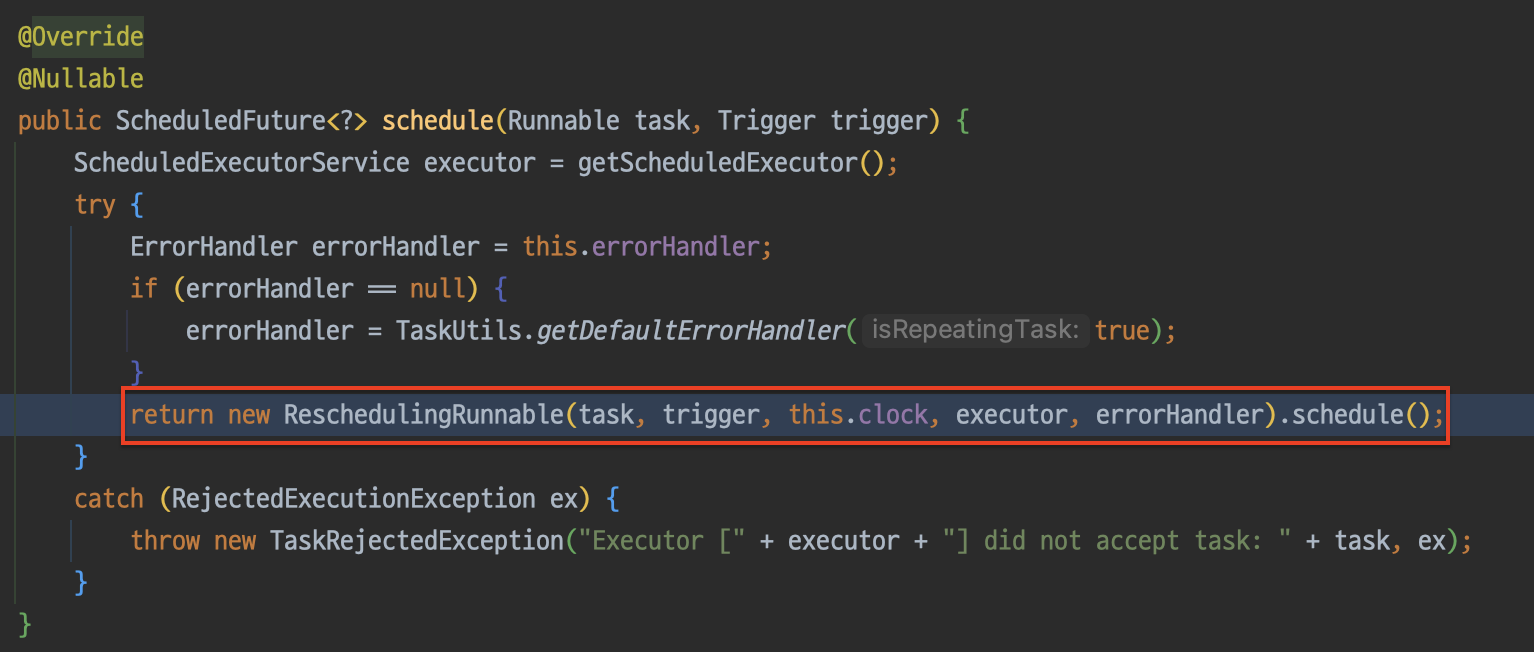 @Override
@Nullable
public ScheduledFuture<?> schedule(Runnable task, Trigger trigger) {
ScheduledExecutorService executor = getScheduledExecutor();
try {
ErrorHandler errorHandler = this.errorHandler;
if (errorHandler == null) {
errorHandler = TaskUtils.getDefaultErrorHandler( isRepeatingTask: true);
}
return new ReschedulingRunnable(task, trigger, this.clock, executor, errorHandler).schedule();
}
catch (RejectedExecutionException ex) {
throw new TaskRejectedException("Executor [" + executor + "] did not accept task: " + task, ex);
}
}